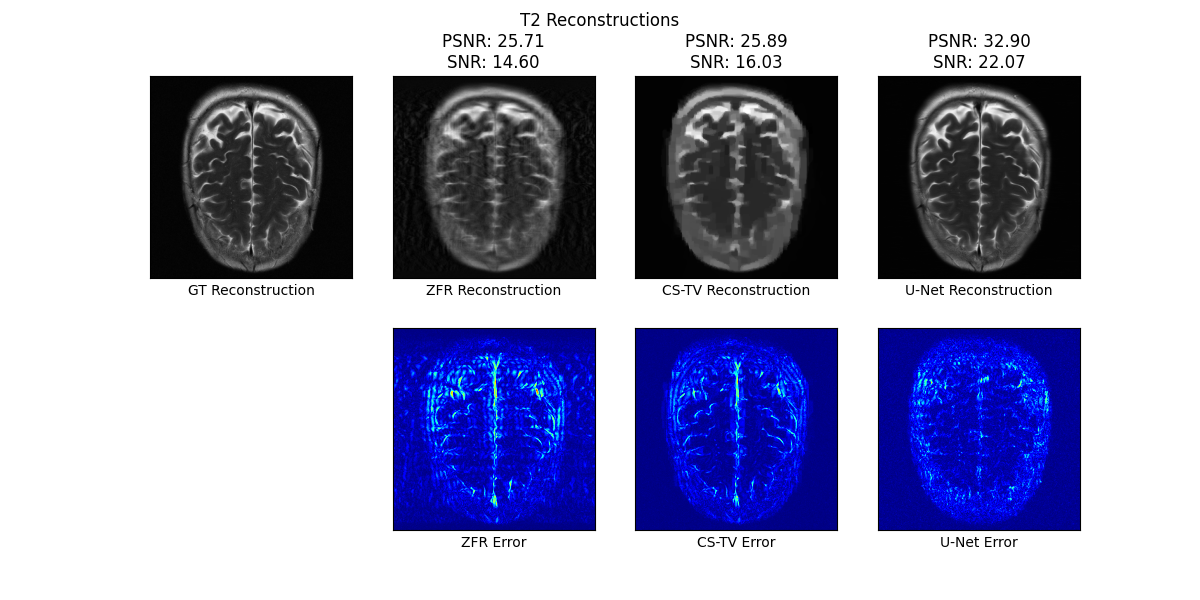 T2 Reconstructions
PSNR: 25.71
SNR: 14.60
PSNR: 25.89
SNR: 16.03
PSNR: 32.90
SNR: 22.07
GT Reconstruction
ZFR Reconstruction
CS-TV Reconstruction
U-Net Reconstruction
ZFR Error
CS-TV Error
U-Net Error